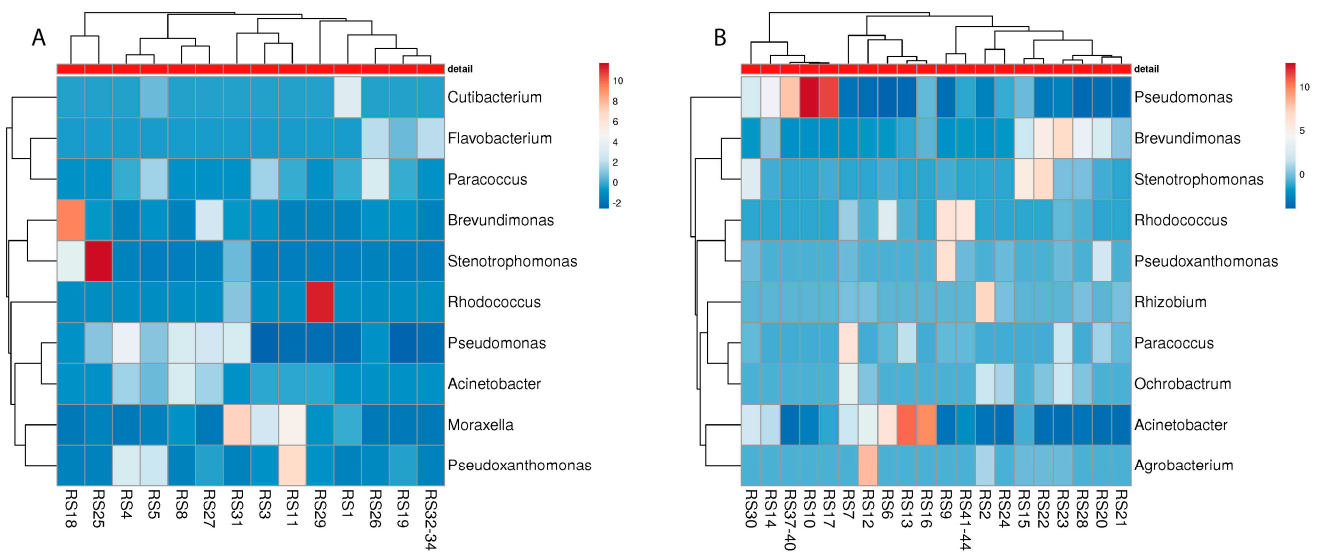 A
detail
10
8
6
4
2
0
-2
Cutibacterium
Flavobacterium
Paracoccus
Brevundimonas
Stenotrophomonas
Rhodococcus
Pseudomonas
Acinetobacter
Moraxella
Pseudoxanthomonas
RS18
RS25
RS4
RS5
RS8
RS27
RS31
RS3
RS11
RS29
RS1
RS26
RS19
RS32-34
B
detail
10
5
0
Pseudomonas
Brevundimonas
Stenotrophomonas
Rhodococcus
Pseudoxanthomonas
Rhizobium
Paracoccus
Ochrobactrum
Acinetobacter
Agrobacterium
RS30
RS14
RS37-40
RS10
RS17
RS7
RS12
RS6
RS13
RS16
RS9
RS41-44
RS2
RS24
RS15
RS22
RS23
RS28
RS20
RS21